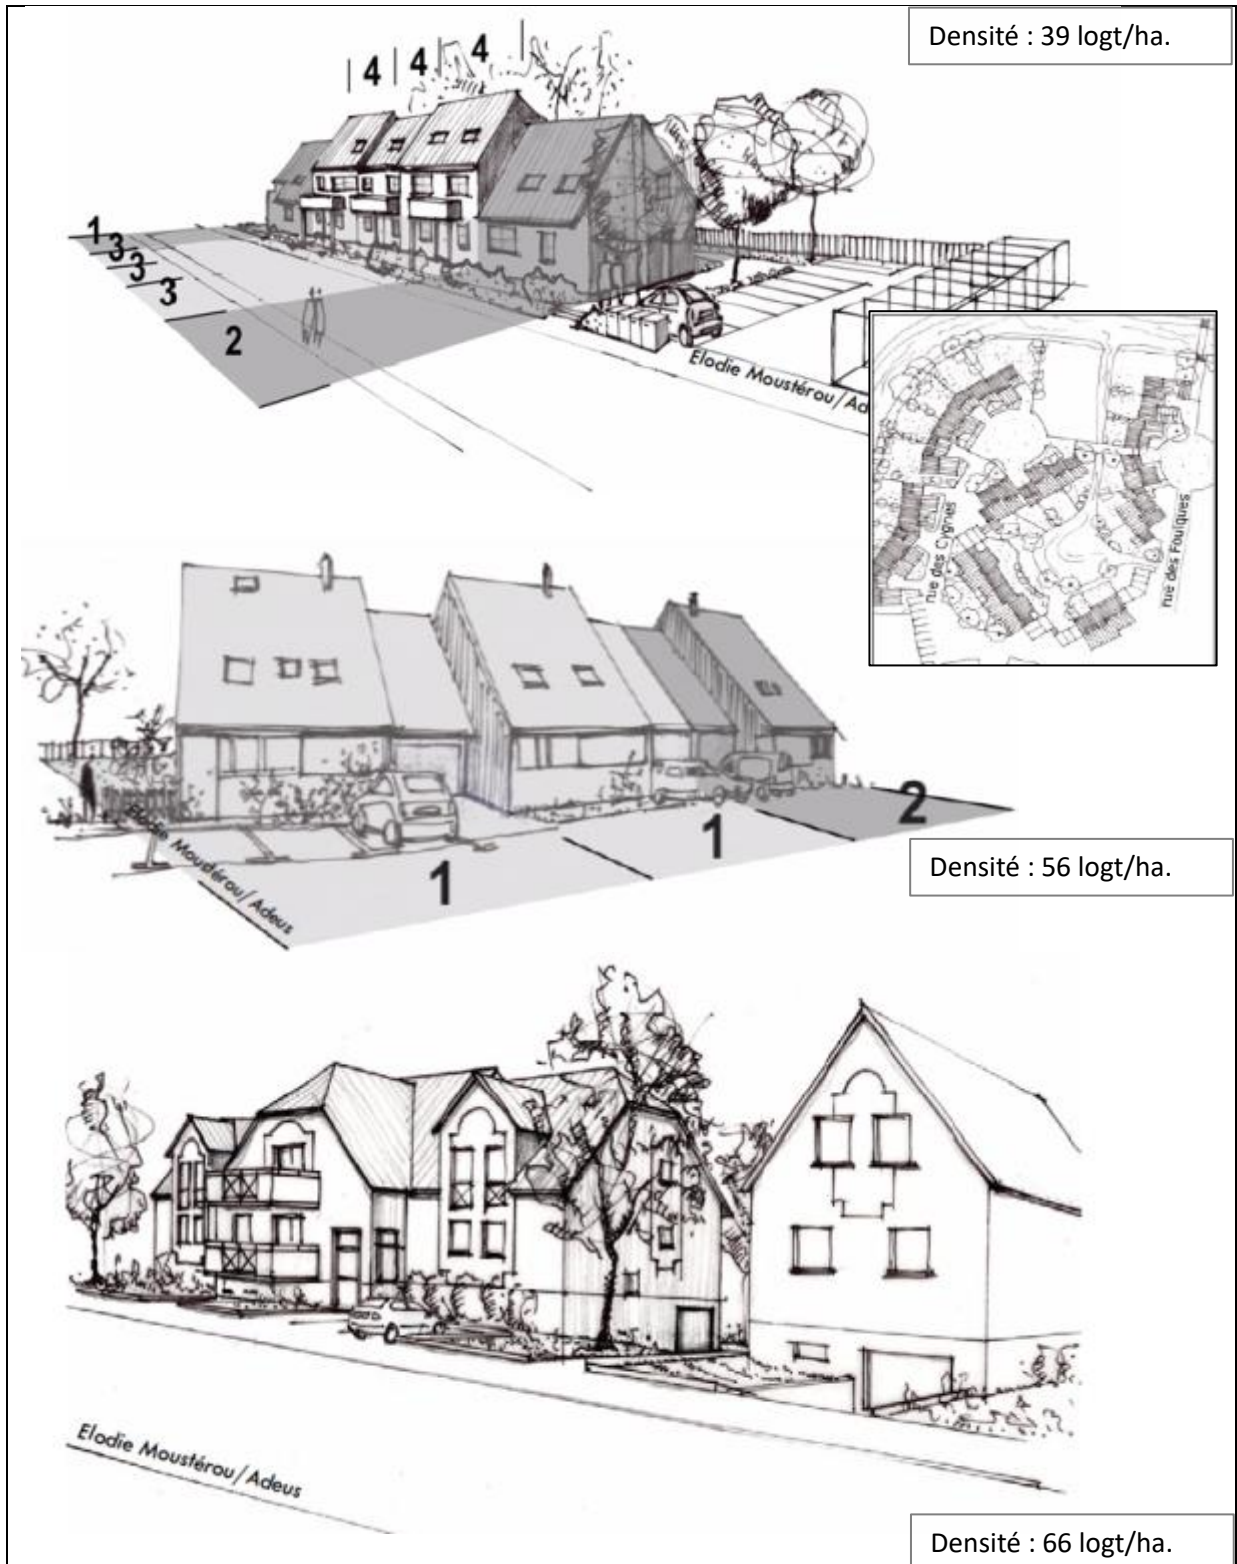 Densité : 39 logt/ha.
4 4 4
1
3
3
3
2
Elodie Moustérou/Ad
rue des Cygnes
rue des Foulques
2
1
1
Elodie Moustérou/Adeus
Densité : 56 logt/ha.
Elodie Moustérou/Adeus
Densité : 66 logt/ha.